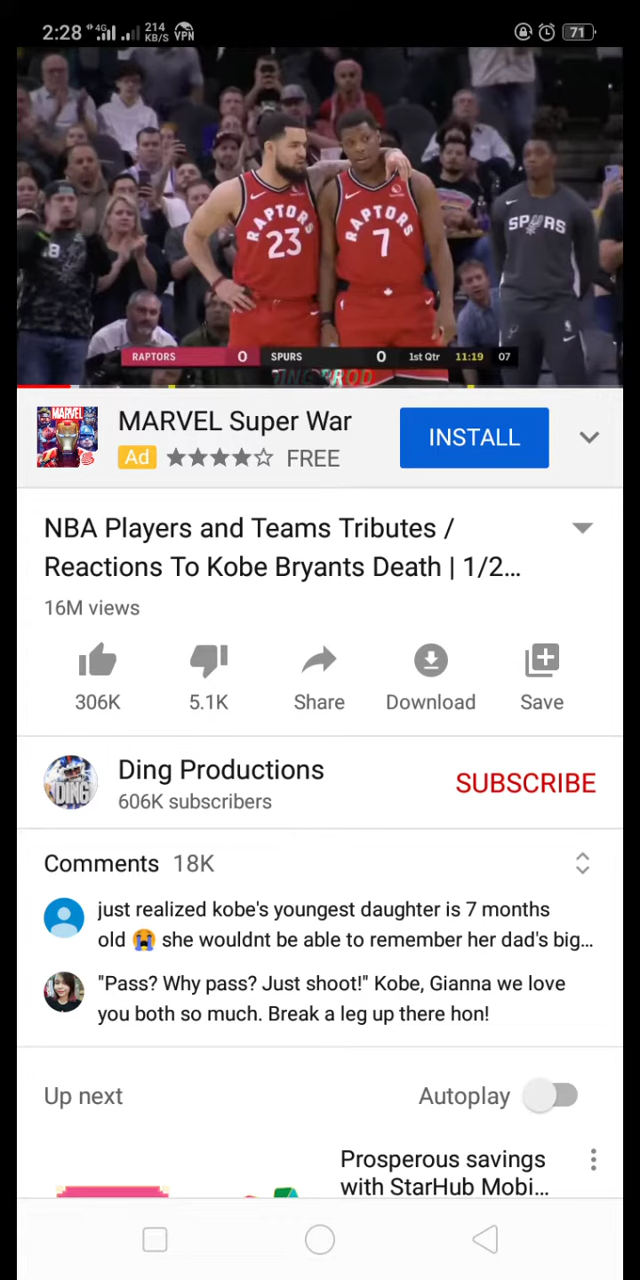 2:28 4G 214 KB/S VPN 71
RAPTORS 23
RAPTORS 7
SPURS
RAPTORS 0 SPURS 0 1st Qtr 11:19 07
MARVEL
MARVEL Super War
INSTALL
Ad FREE
NBA Players and Teams Tributes /
Reactions To Kobe Bryants Death | 1/2...
16M views
306K 5.1K Share Download Save
DING
Ding Productions
606K subscribers
SUBSCRIBE
Comments 18K
just realized kobe's youngest daughter is 7 months
old 😭 she wouldnt be able to remember her dad's big...
"Pass? Why pass? Just shoot!" Kobe, Gianna we love
you both so much. Break a leg up there hon!
Up next Autoplay
Prosperous savings
with StarHub Mobi...